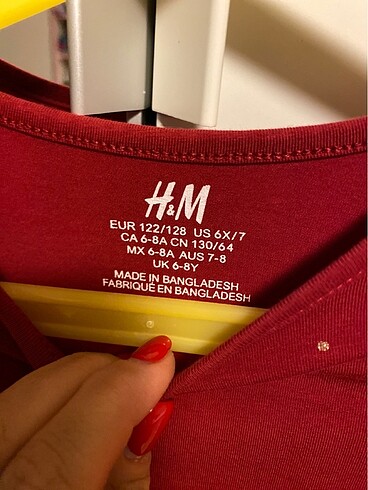 H&M
EUR 122/128 US 6X/7
CA 6-8A CN 130/64
MX 6-8A AUS 7-8
UK 6-8Y
MADE IN BANGLADESH
FABRIQUÉ EN BANGLADESH